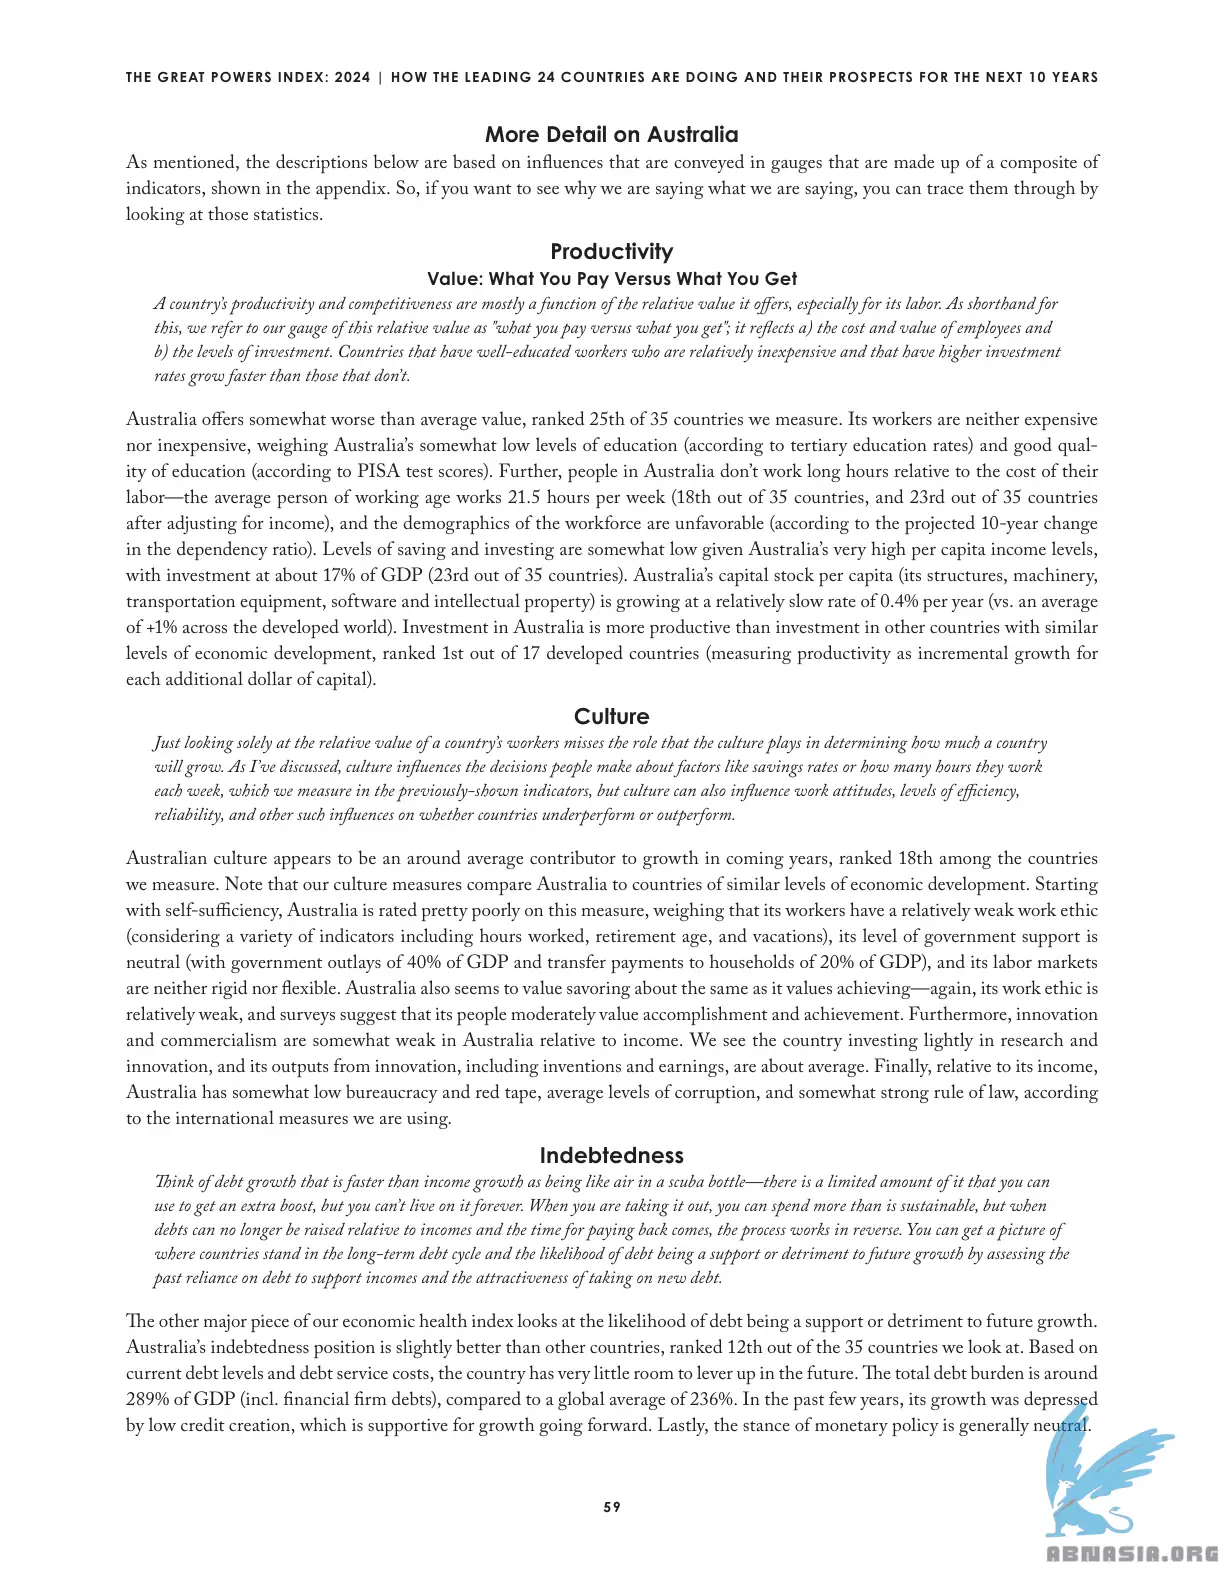 THE GREAT POWERS INDEX: 2024 | HOW THE LEADING 24 COUNTRIES ARE DOING AND THEIR PROSPECTS FOR THE NEXT 10 YEARS
More Detail on Australia
As mentioned, the descriptions below are based on influences that are conveyed in gauges that are made up of a composite of
indicators, shown in the appendix. So, if you want to see why we are saying what we are saying, you can trace them through by
looking at those statistics.
Productivity
Value: What You Pay Versus What You Get
A country's productivity and competitiveness are mostly a function of the relative value it offers, especially for its labor. As shorthand for
this, we refer to our gauge of this relative value as "what you pay versus what you get"; it reflects a) the cost and value of employees and
b) the levels of investment. Countries that have well-educated workers who are relatively inexpensive and that have higher investment
rates grow faster than those that don't.
Australia offers somewhat worse than average value, ranked 25th of 35 countries we measure. Its workers are neither expensive
nor inexpensive, weighing Australia's somewhat low levels of education (according to tertiary education rates) and good qual-
ity of education (according to PISA test scores). Further, people in Australia don't work long hours relative to the cost of their
labor—the average person of working age works 21.5 hours per week (18th out of 35 countries, and 23rd out of 35 countries
after adjusting for income), and the demographics of the workforce are unfavorable (according to the projected 10-year change
in the dependency ratio). Levels of saving and investing are somewhat low given Australia's very high per capita income levels,
with investment at about 17% of GDP (23rd out of 35 countries). Australia's capital stock per capita (its structures, machinery,
transportation equipment, software and intellectual property) is growing at a relatively slow rate of 0.4% per year (vs. an average
of +1% across the developed world). Investment in Australia is more productive than investment in other countries with similar
levels of economic development, ranked 1st out of 17 developed countries (measuring productivity as incremental growth for
each additional dollar of capital).
Culture
Just looking solely at the relative value of a country's workers misses the role that the culture plays in determining how much a country
will grow. As I've discussed, culture influences the decisions people make about factors like savings rates or how many hours they work
each week, which we measure in the previously-shown indicators, but culture can also influence work attitudes, levels of efficiency,
reliability, and other such influences on whether countries underperform or outperform.
Australian culture appears to be an around average contributor to growth in coming years, ranked 18th among the countries
we measure. Note that our culture measures compare Australia to countries of similar levels of economic development. Starting
with self-sufficiency, Australia is rated pretty poorly on this measure, weighing that its workers have a relatively weak work ethic
(considering a variety of indicators including hours worked, retirement age, and vacations), its level of government support is
neutral (with government outlays of 40% of GDP and transfer payments to households of 20% of GDP), and its labor markets
are neither rigid nor flexible. Australia also seems to value savoring about the same as it values achieving—again, its work ethic is
relatively weak, and surveys suggest that its people moderately value accomplishment and achievement. Furthermore, innovation
and commercialism are somewhat weak in Australia relative to income. We see the country investing lightly in research and
innovation, and its outputs from innovation, including inventions and earnings, are about average. Finally, relative to its income,
Australia has somewhat low bureaucracy and red tape, average levels of corruption, and somewhat strong rule of law, according
to the international measures we are using.
Indebtedness
Think of debt growth that is faster than income growth as being like air in a scuba bottle—there is a limited amount of it that you can
use to get an extra boost, but you can't live on it forever. When you are taking it out, you can spend more than is sustainable, but when
debts can no longer be raised relative to incomes and the time for paying back comes, the process works in reverse. You can get a picture of
where countries stand in the long-term debt cycle and the likelihood of debt being a support or detriment to future growth by assessing the
past reliance on debt to support incomes and the attractiveness of taking on new debt.
The other major piece of our economic health index looks at the likelihood of debt being a support or detriment to future growth.
Australia's indebtedness position is slightly better than other countries, ranked 12th out of the 35 countries we look at. Based on
current debt levels and debt service costs, the country has very little room to lever up in the future. The total debt burden is around
289% of GDP (incl. financial firm debts), compared to a global average of 236%. In the past few years, its growth was depressed
by low credit creation, which is supportive for growth going forward. Lastly, the stance of monetary policy is generally neutral.
59
ABNASIA.ORG